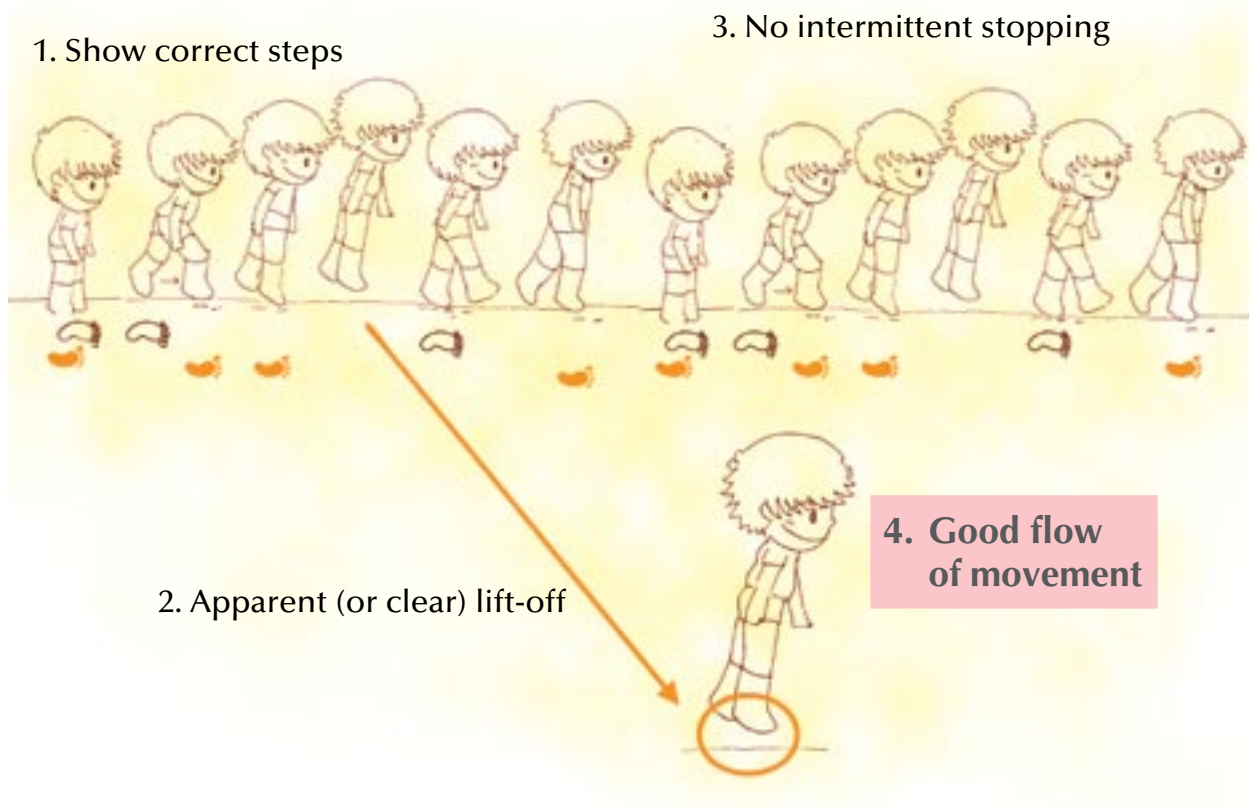 1. Show correct steps
3. No intermittent stopping
2. Apparent (or clear) lift-off
4. Good flow
of movement